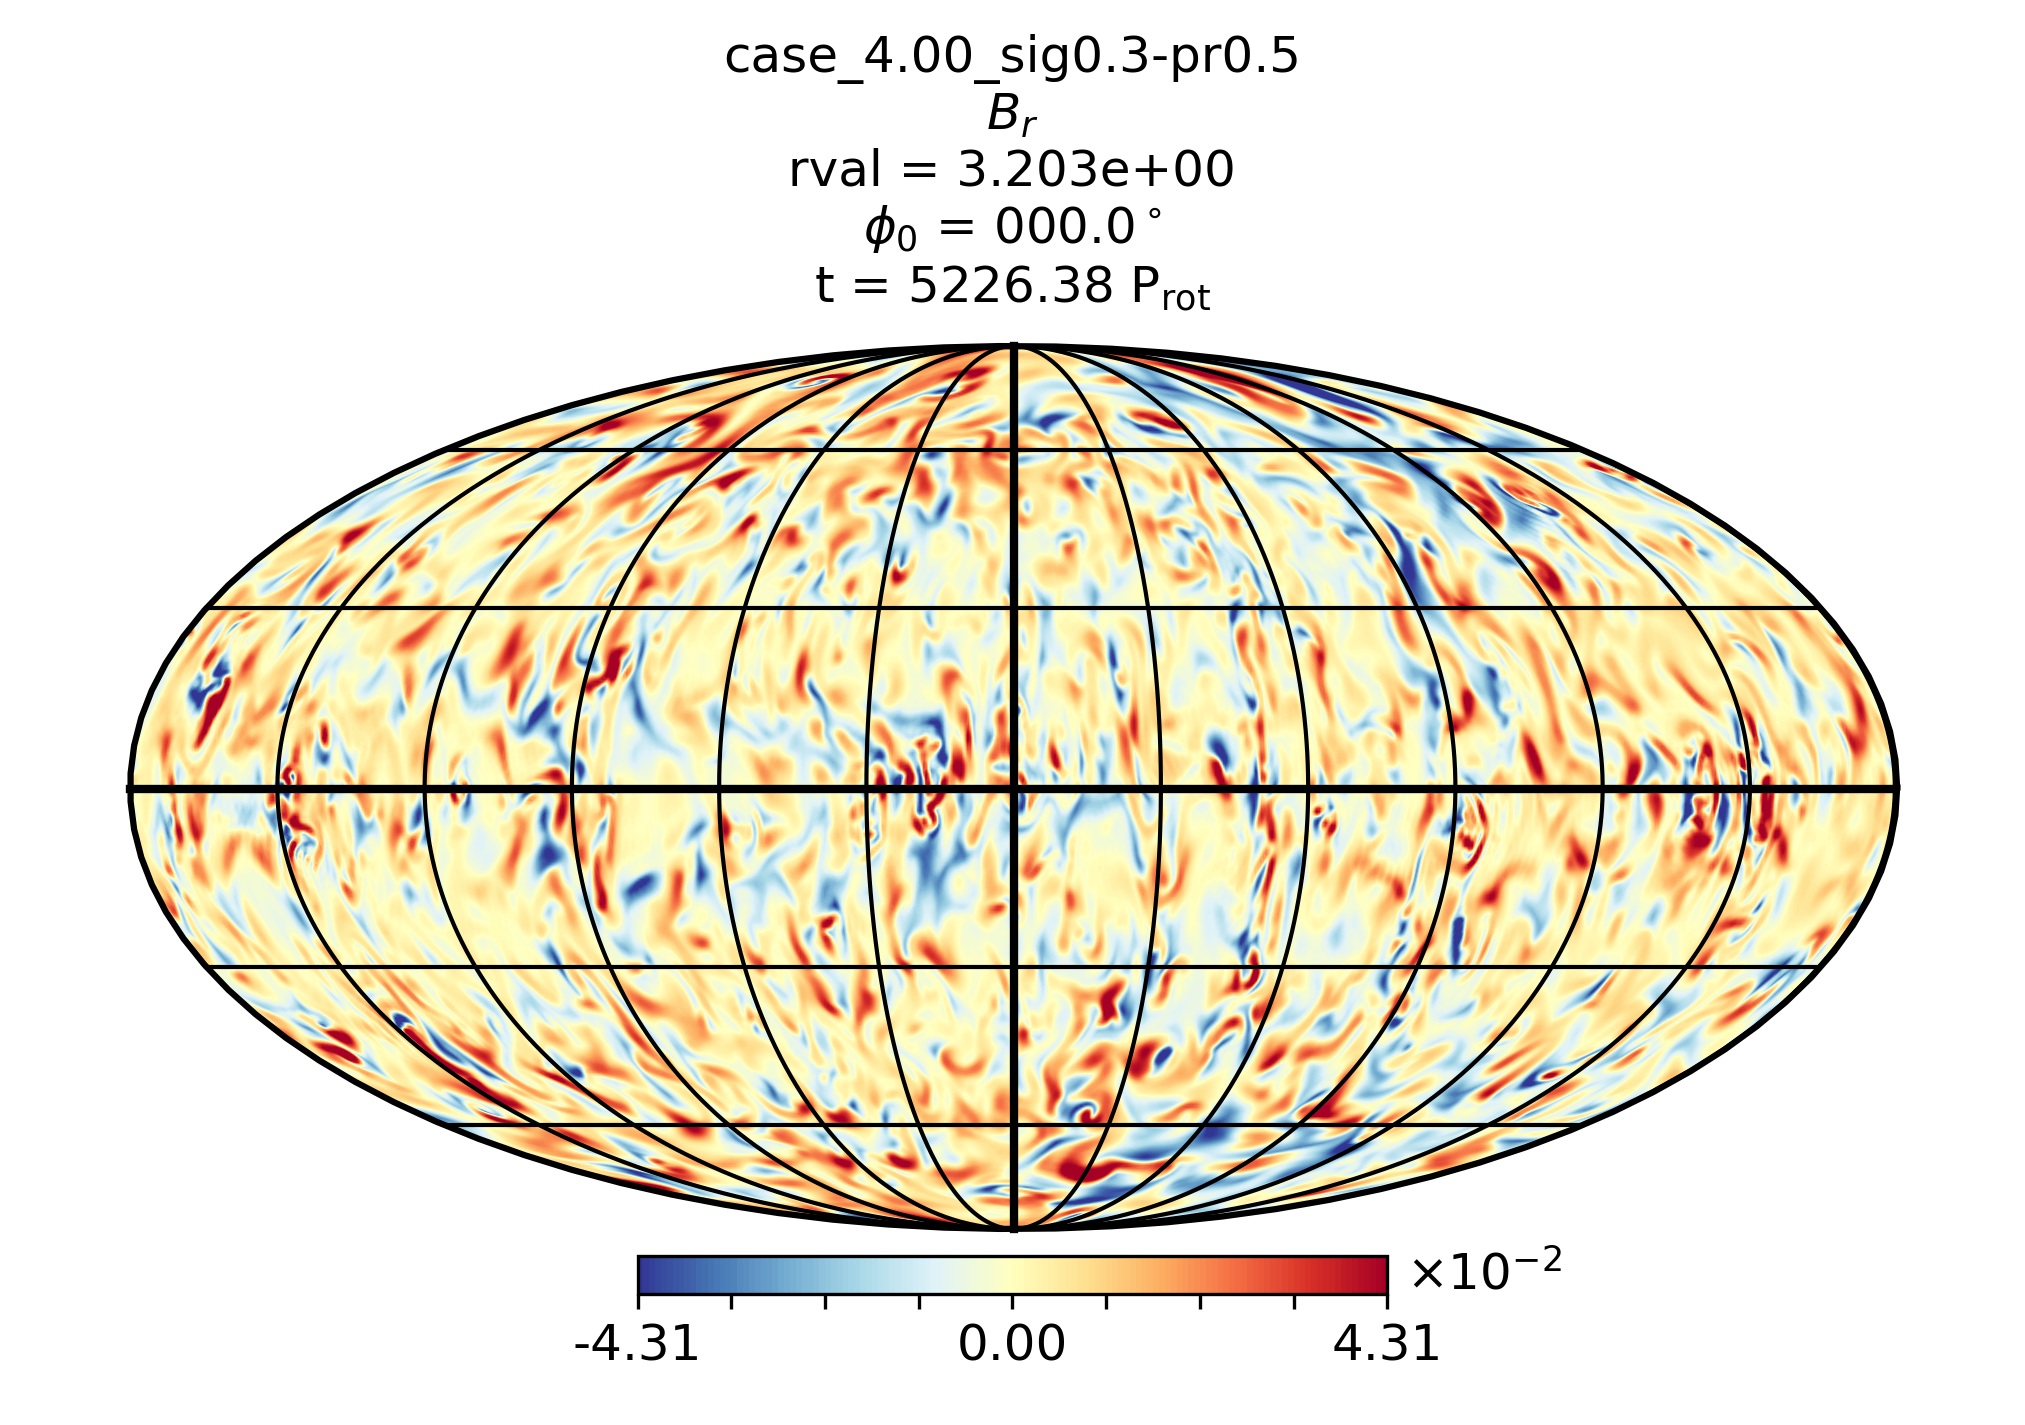 case_4.00_sig0.3-pr0.5
B_r
rval = 3.203e+00
ϕ₀ = 000.0°
t = 5226.38 P_rot
×10⁻²
-4.31 0.00 4.31